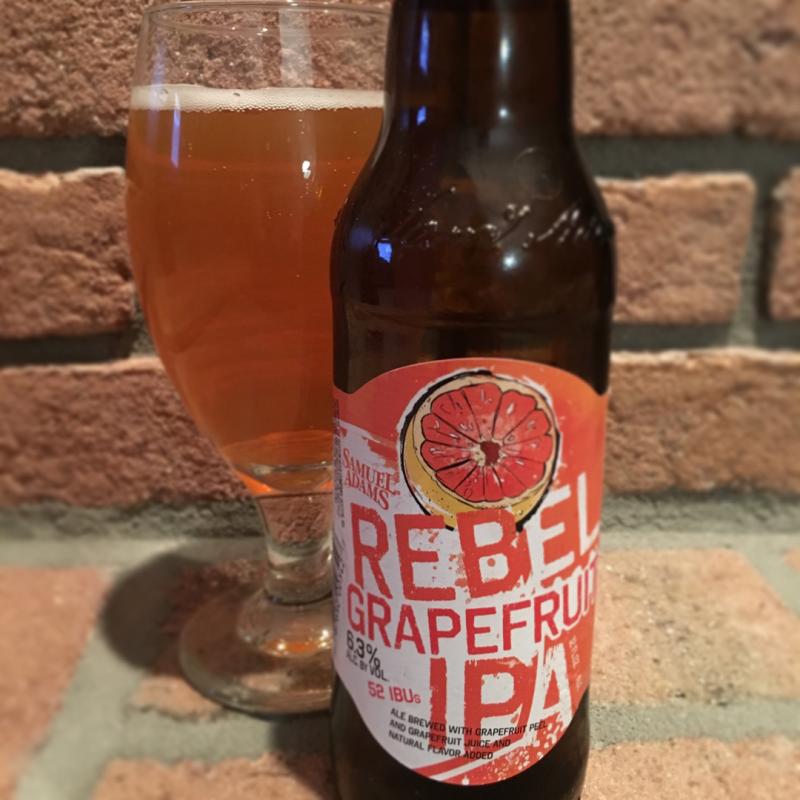 SAMUEL
ADAMS
REBEL
GRAPEFRUIT
IPA
6.3%
ALC. BY VOL.
52 IBUs
ALE BREWED WITH GRAPEFRUIT PEEL
AND GRAPEFRUIT JUICE AND
NATURAL FLAVOR ADDED